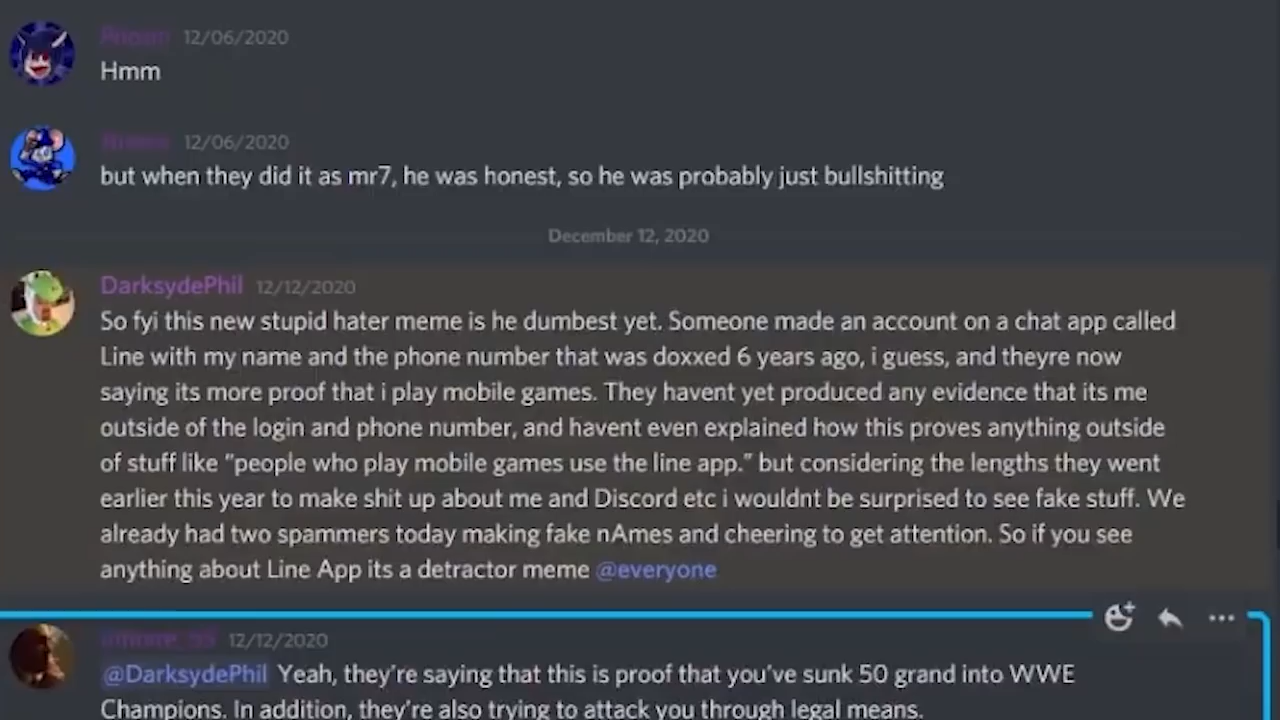 12/06/2020
Hmm
12/06/2020
but when they did it as mr7, he was honest, so he was probably just bullshitting
December 12, 2020
DarksydePhil 12/12/2020
So fyi this new stupid hater meme is he dumbest yet. Someone made an account on a chat app called
Line with my name and the phone number that was doxxed 6 years ago, i guess, and theyre now
saying its more proof that i play mobile games. They havent yet produced any evidence that its me
outside of the login and phone number, and havent even explained how this proves anything outside
of stuff like “people who play mobile games use the line app.” but considering the lengths they went
earlier this year to make shit up about me and Discord etc i wouldnt be surprised to see fake stuff. We
already had two spammers today making fake nAmes and cheering to get attention. So if you see
anything about Line App its a detractor meme @everyone
12/12/2020
@DarksydePhil Yeah, they're saying that this is proof that you've sunk 50 grand into WWE
Champions. In addition, they're also trying to attack you through legal means.